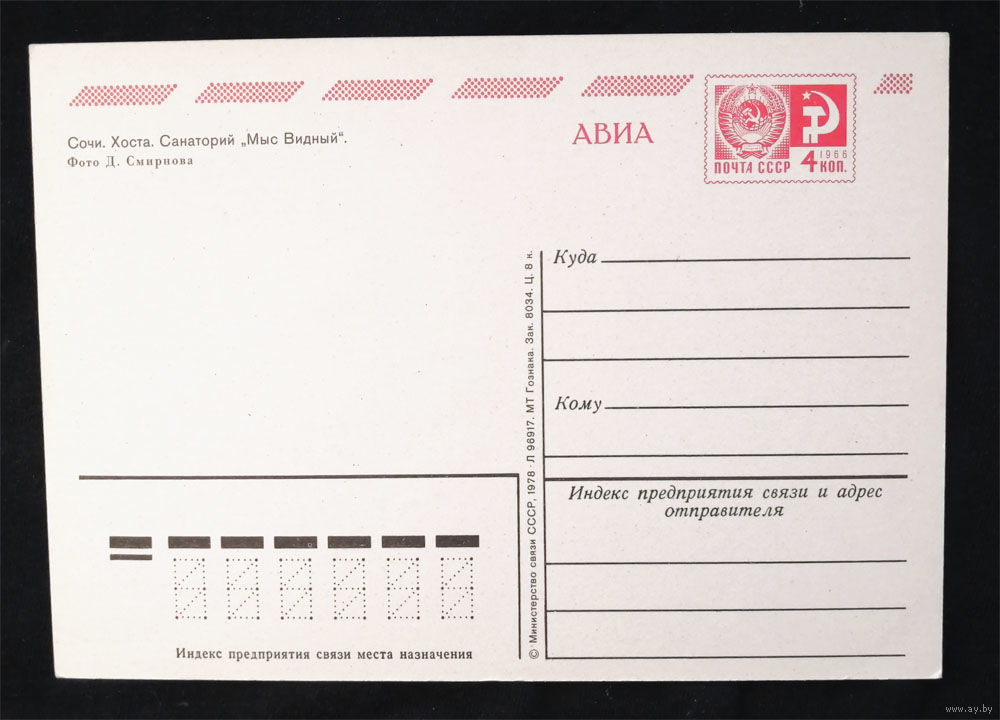 Сочи. Хоста. Санаторий „Мыс Видный“.
Фото Д. Смирнова
АВИА
1966
ПОЧТА СССР 4 КОП.
Куда
Кому
Индекс предприятия связи и адрес
отправителя
© Министерство связи СССР, 1978 · Л 96917. МТ Гознака. Зак. 8034. Ц. 8 к.
Индекс предприятия связи места назначения
www.ay.by